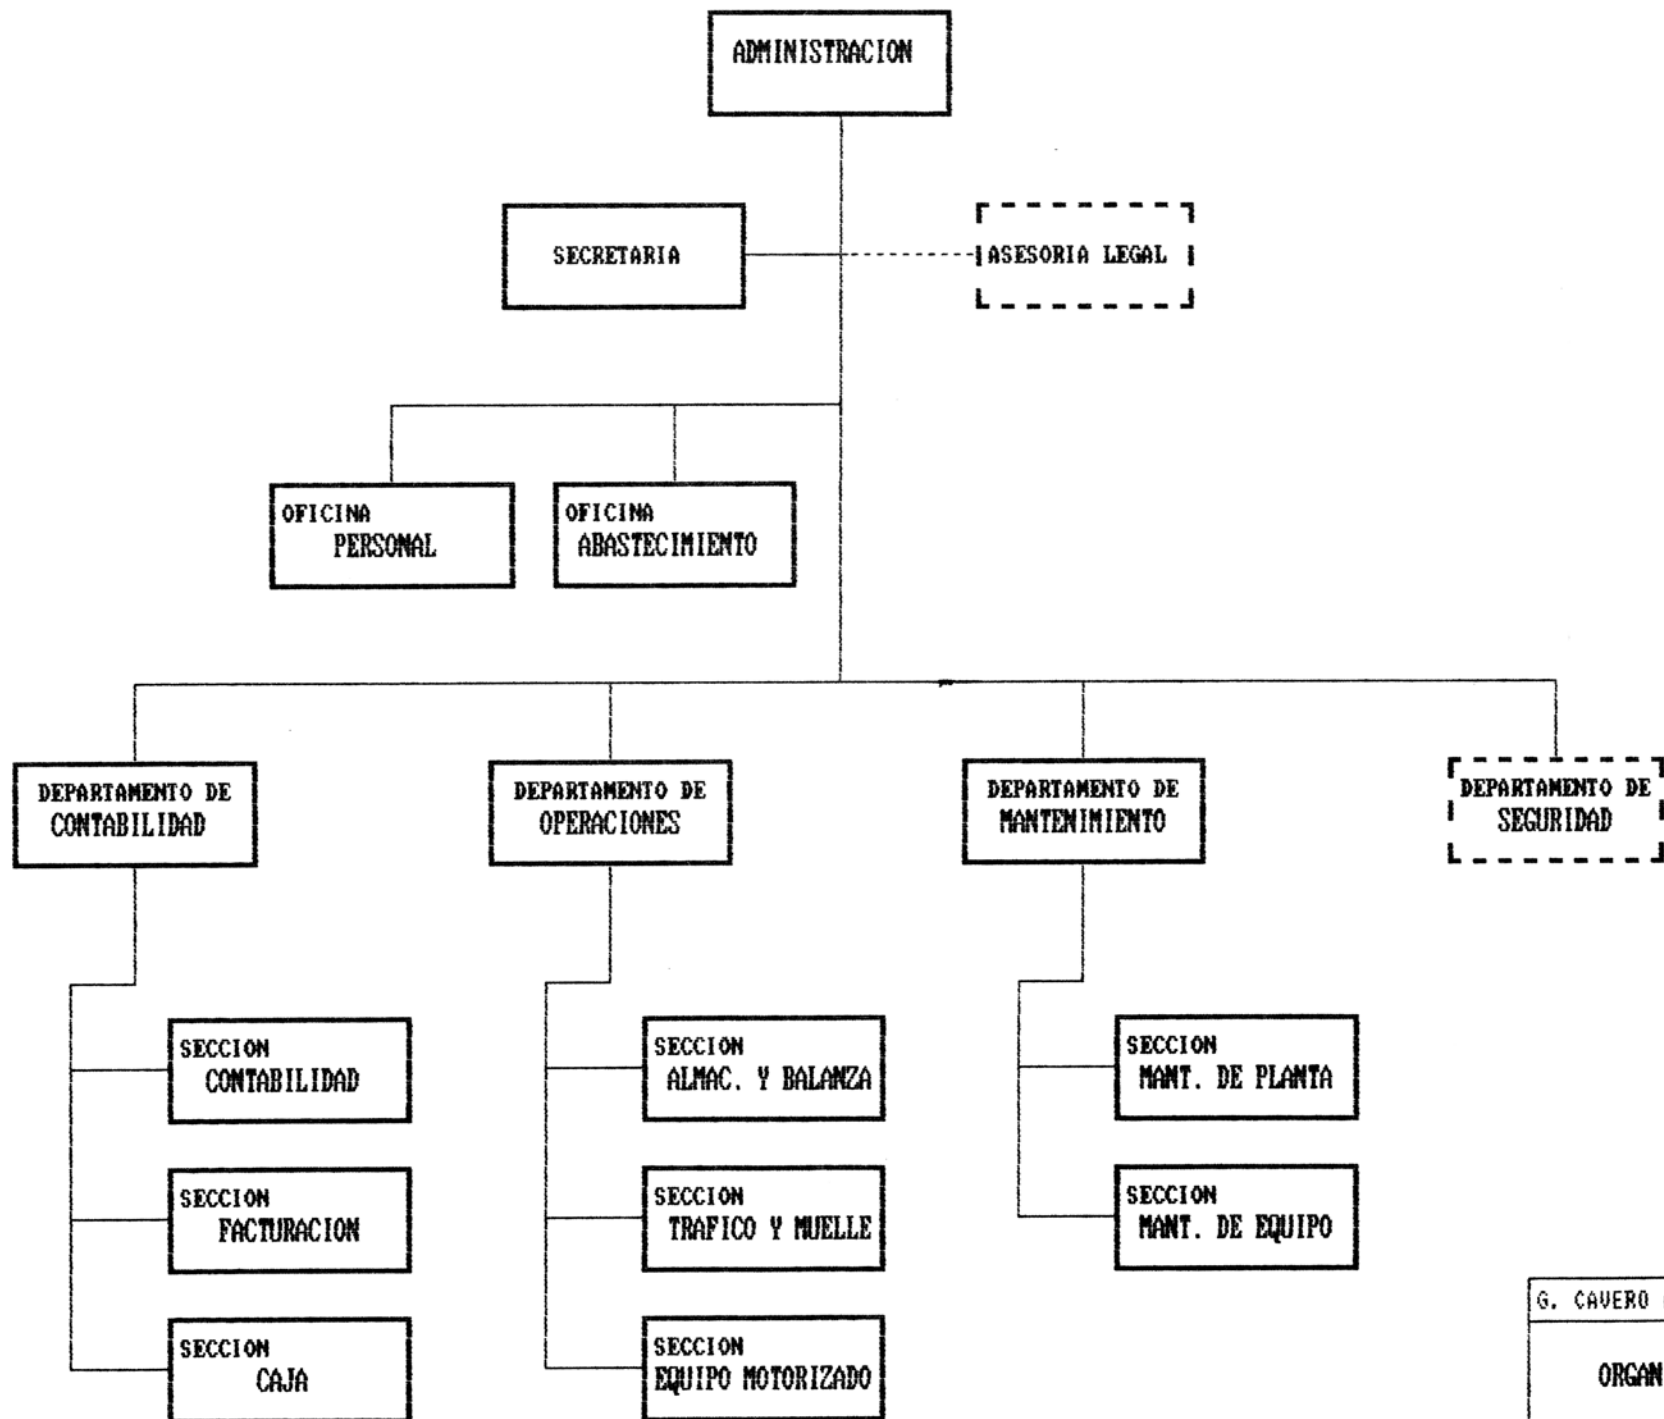 ADMINISTRACION
SECRETARIA
ASESORIA LEGAL
OFICINA
PERSONAL
OFICINA
ABASTECIMIENTO
DEPARTAMENTO DE
CONTABILIDAD
DEPARTAMENTO DE
OPERACIONES
DEPARTAMENTO DE
MANTENIMIENTO
DEPARTAMENTO DE
SEGURIDAD
SECCION
CONTABILIDAD
SECCION
FACTURACION
SECCION
CAJA
SECCION
ALMAC. Y BALANZA
SECCION
TRAFICO Y MUELLE
SECCION
EQUIPO MOTORIZADO
SECCION
MANT. DE PLANTA
SECCION
MANT. DE EQUIPO
G. CAVERO
ORGAN